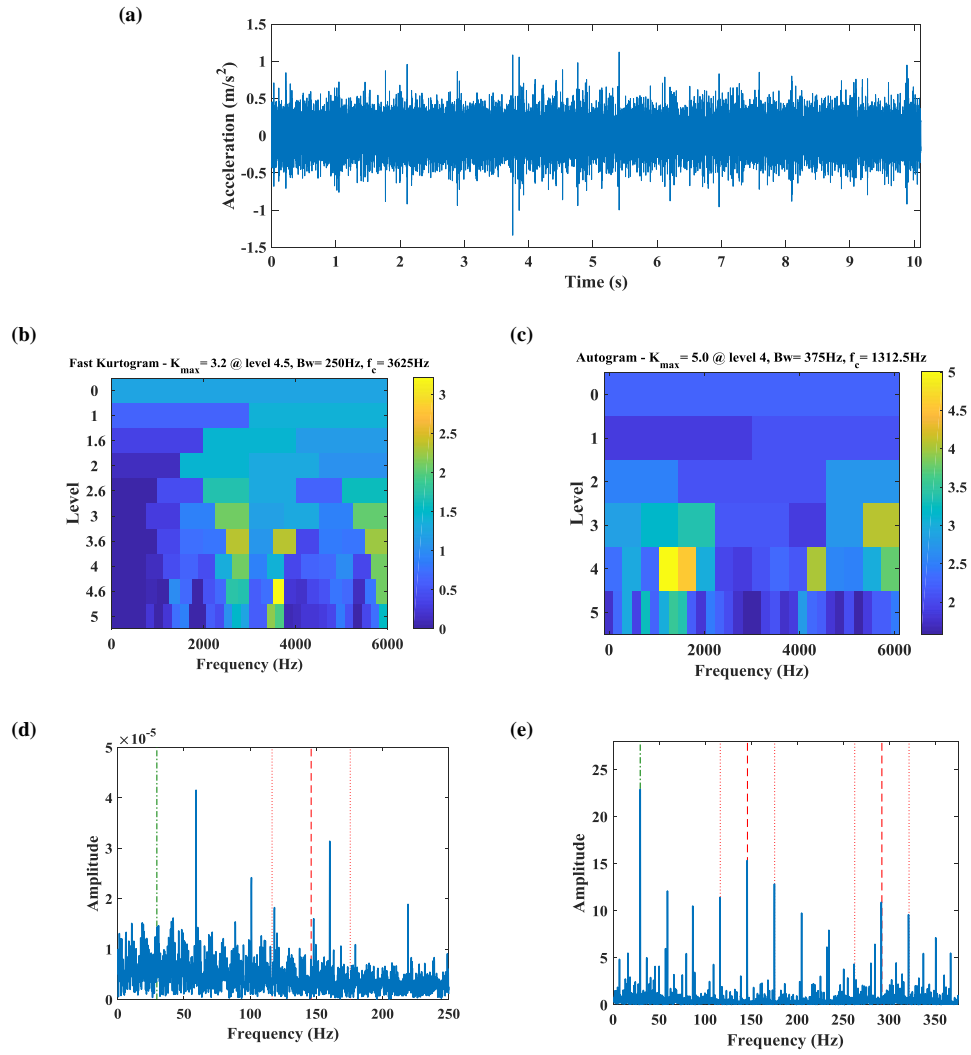 (a)
1.5
1
0.5
0
-0.5
-1
-1.5
Acceleration (m/s²)
0 1 2 3 4 5 6 7 8 9 10
Time (s)
(b)
Fast Kurtogram - K_max = 3.2 @ level 4.5, Bw= 250Hz, f_c= 3625Hz
0
1
1.6
2
2.6
3
3.6
4
4.6
5
Level
0 2000 4000 6000
Frequency (Hz)
3
2.5
2
1.5
1
0.5
0
(c)
Autogram - K_max = 5.0 @ level 4, Bw= 375Hz, f_c= 1312.5Hz
0
1
2
3
4
5
Level
0 2000 4000 6000
Frequency (Hz)
5
4.5
4
3.5
3
2.5
2
(d)
×10⁻⁵
5
4
3
2
1
0
Amplitude
0 50 100 150 200 250
Frequency (Hz)
(e)
25
20
15
10
5
0
Amplitude
0 50 100 150 200 250 300 350
Frequency (Hz)